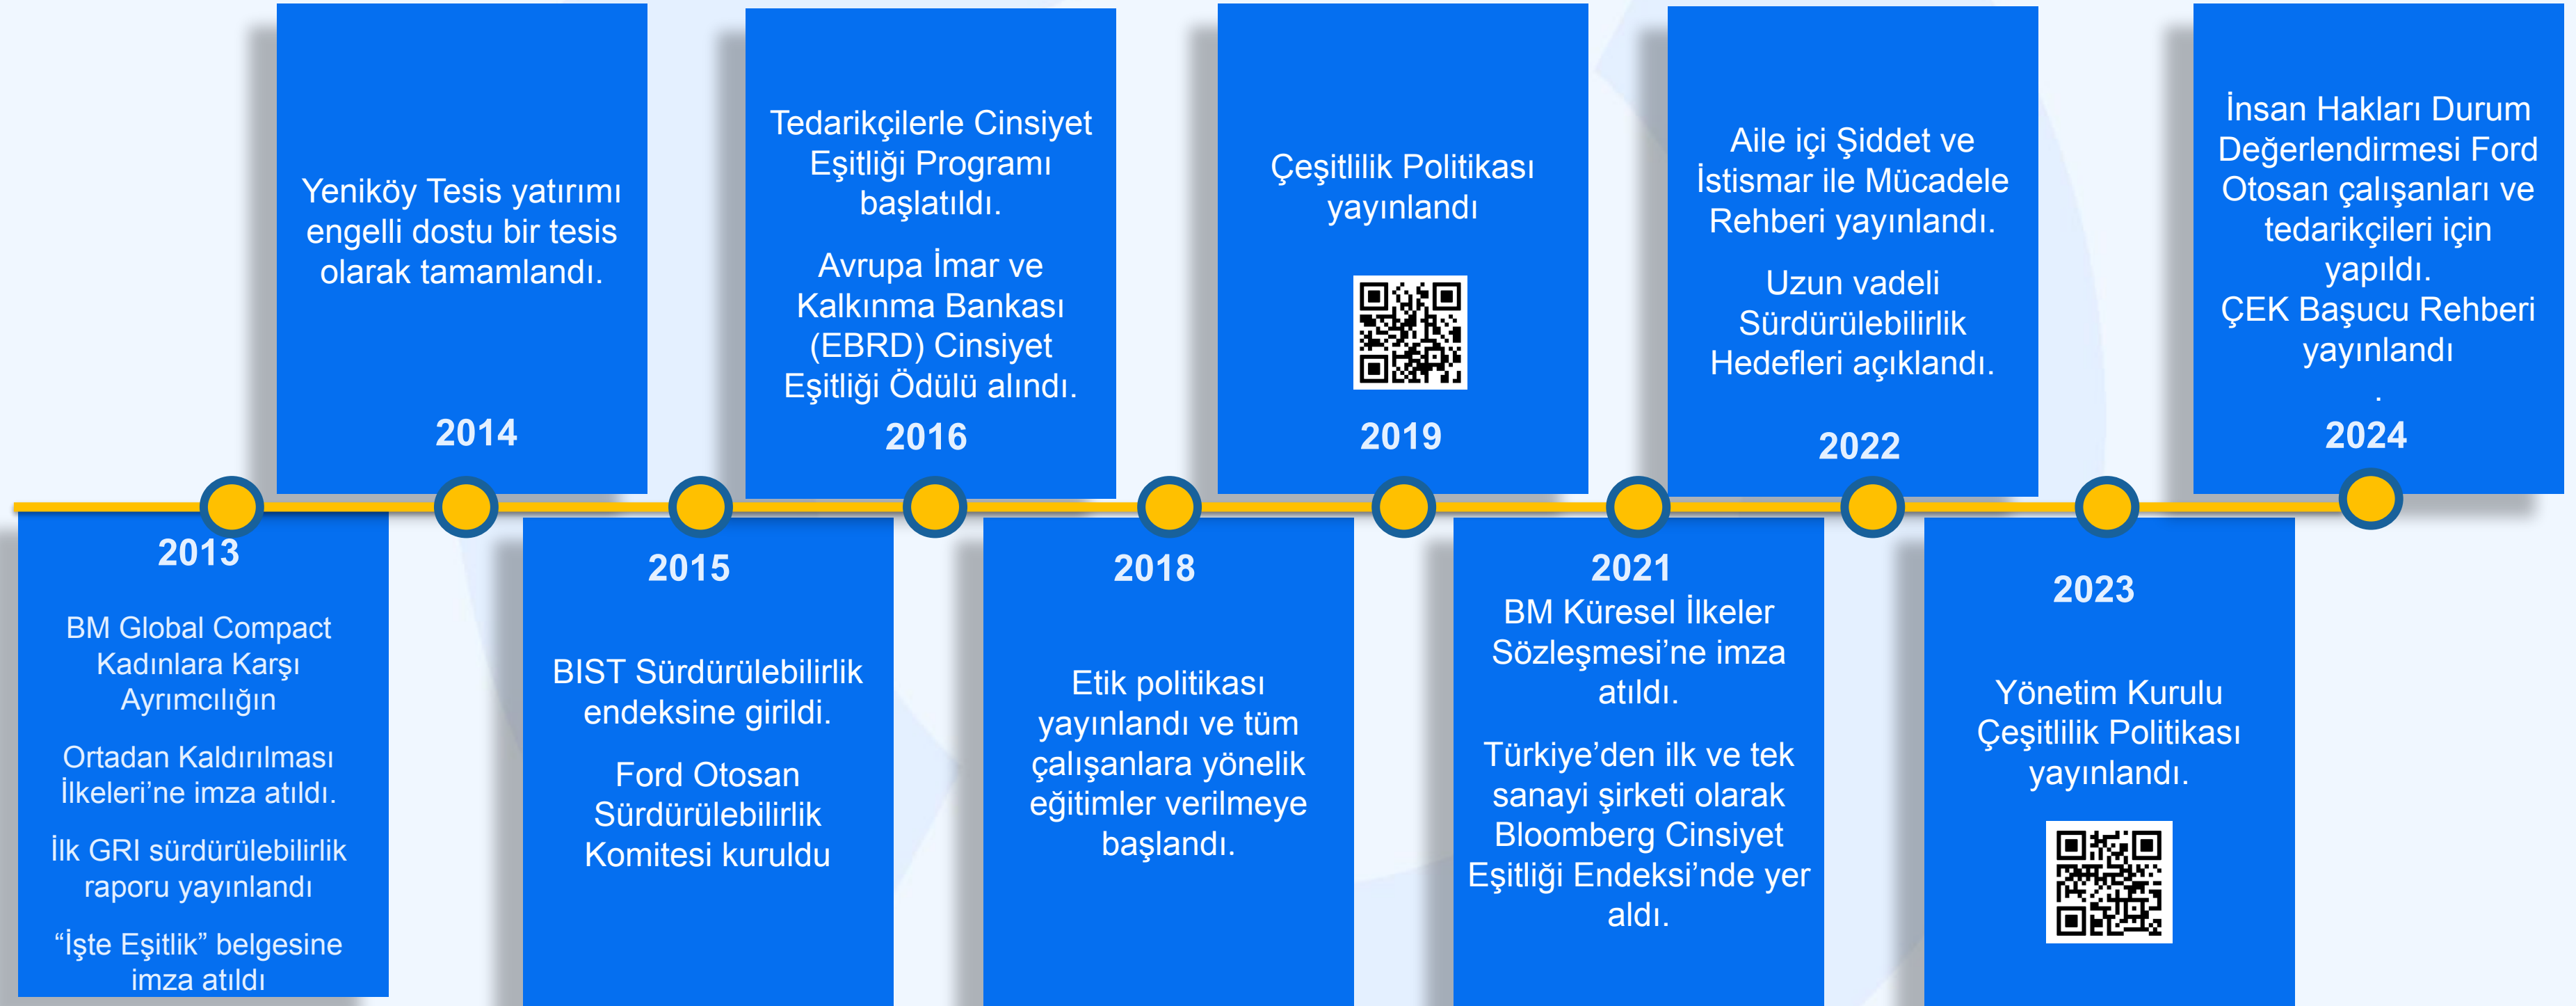 2013
BM Global Compact
Kadınlara Karşı
Ayrımcılığın
Ortadan Kaldırılması
İlkeleri’ne imza atıldı.
İlk GRI sürdürülebilirlik
raporu yayınlandı
“İşte Eşitlik” belgesine
imza atıldı
Yeniköy Tesis yatırımı
engelli dostu bir tesis
olarak tamamlandı.
2014
2015
BIST Sürdürülebilirlik
endeksine girildi.
Ford Otosan
Sürdürülebilirlik
Komitesi kuruldu
Tedarikçilerle Cinsiyet
Eşitliği Programı
başlatıldı.
Avrupa İmar ve
Kalkınma Bankası
(EBRD) Cinsiyet
Eşitliği Ödülü alındı.
2016
2018
Etik politikası
yayınlandı ve tüm
çalışanlara yönelik
eğitimler verilmeye
başlandı.
Çeşitlilik Politikası
yayınlandı
2019
2021
BM Küresel İlkeler
Sözleşmesi’ne imza
atıldı.
Türkiye’den ilk ve tek
sanayi şirketi olarak
Bloomberg Cinsiyet
Eşitliği Endeksi’nde yer
aldı.
Aile içi Şiddet ve
İstismar ile Mücadele
Rehberi yayınlandı.
Uzun vadeli
Sürdürülebilirlik
Hedefleri açıklandı.
2022
2023
Yönetim Kurulu
Çeşitlilik Politikası
yayınlandı.
İnsan Hakları Durum
Değerlendirmesi Ford
Otosan çalışanları ve
tedarikçileri için
yapıldı.
ÇEK Başucu Rehberi
yayınlandı
.
2024